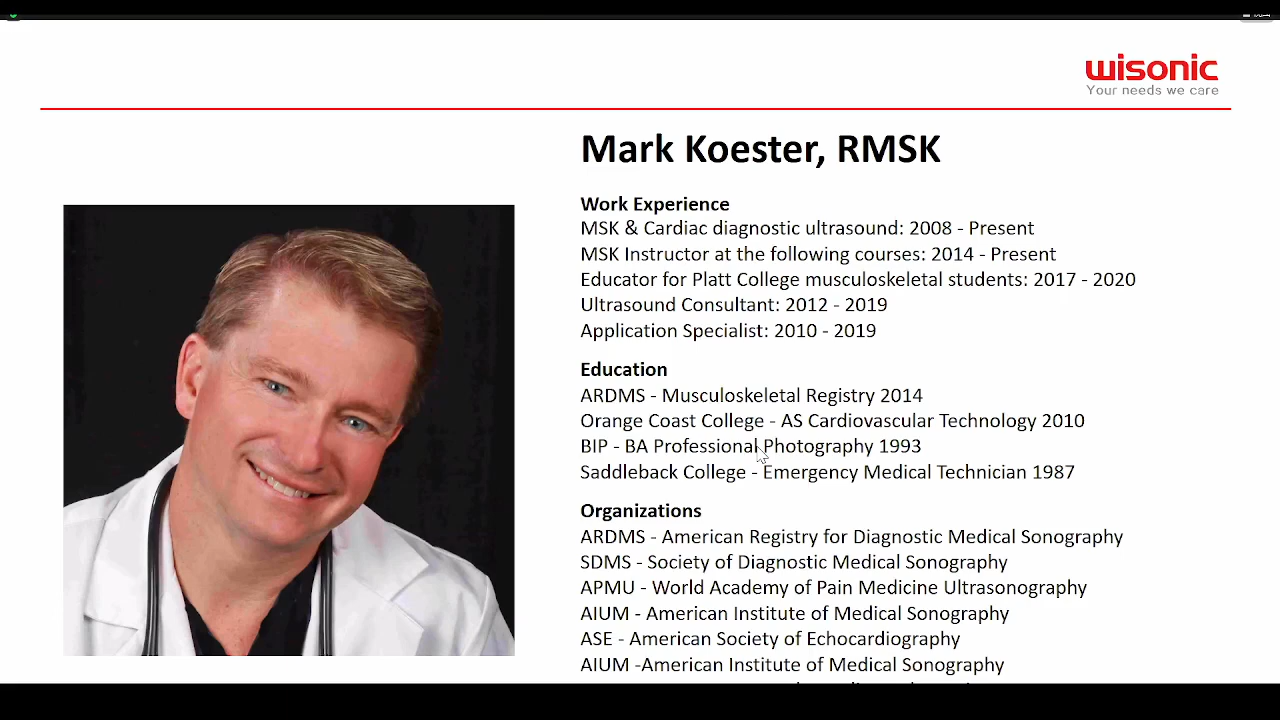 wisonic
Your needs we care
Mark Koester, RMSK
Work Experience
MSK & Cardiac diagnostic ultrasound: 2008 - Present
MSK Instructor at the following courses: 2014 - Present
Educator for Platt College musculoskeletal students: 2017 - 2020
Ultrasound Consultant: 2012 - 2019
Application Specialist: 2010 - 2019
Education
ARDMS - Musculoskeletal Registry 2014
Orange Coast College - AS Cardiovascular Technology 2010
BIP - BA Professional Photography 1993
Saddleback College - Emergency Medical Technician 1987
Organizations
ARDMS - American Registry for Diagnostic Medical Sonography
SDMS - Society of Diagnostic Medical Sonography
APMU - World Academy of Pain Medicine Ultrasonography
AIUM - American Institute of Medical Sonography
ASE - American Society of Echocardiography
AIUM -American Institute of Medical Sonography